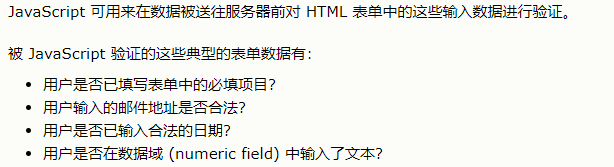 JavaScript 可用来在数据被送往服务器前对 HTML 表单中的这些输入数据进行验证。
被 JavaScript 验证的这些典型的表单数据有：
• 用户是否已填写表单中的必填项目？
• 用户输入的邮件地址是否合法？
• 用户是否已输入合法的日期？
• 用户是否在数据域 (numeric field) 中输入了文本？